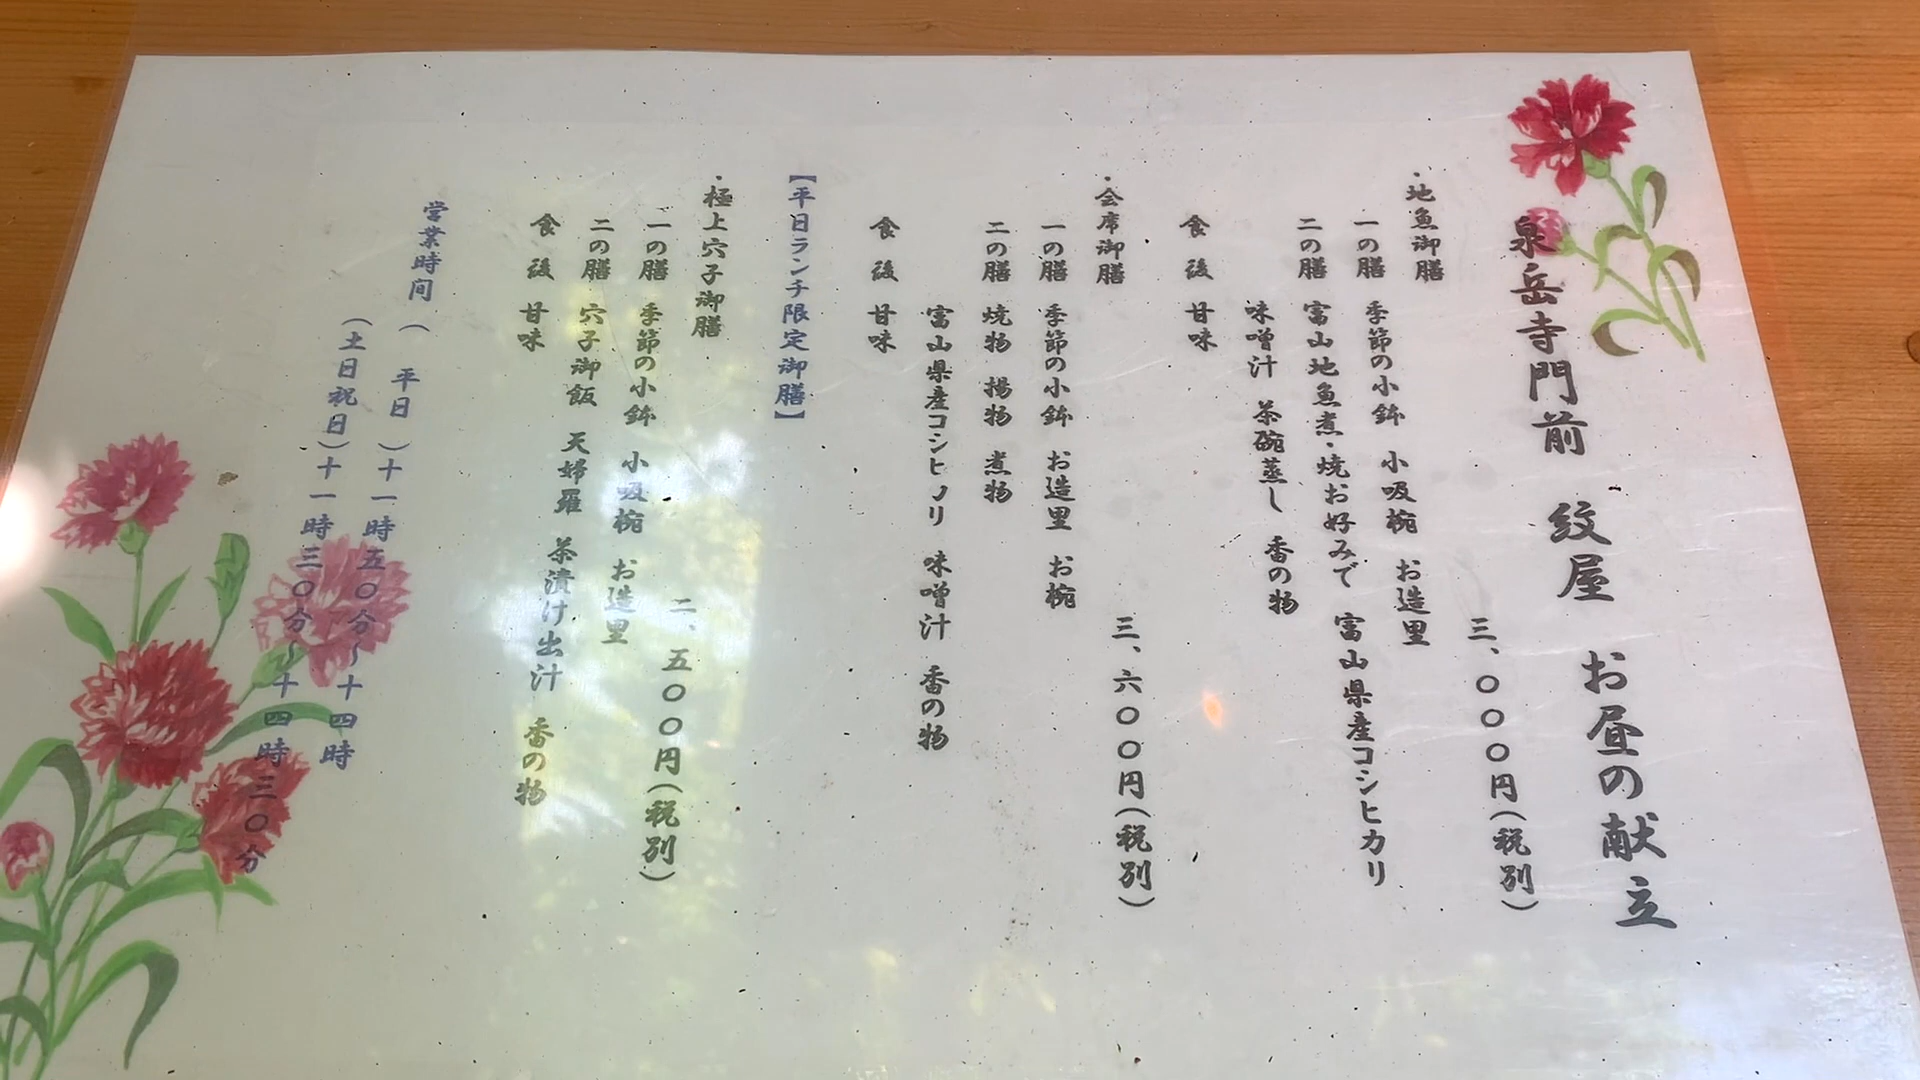 泉岳寺門前 紋屋 お昼の献立
・地魚御膳 三、〇〇〇円(税別)
一の膳 季節の小鉢 小吸椀 お造里
二の膳 富山地魚煮・焼お好みで 富山県産コシヒカリ
味噌汁 茶碗蒸し 香の物
食後 甘味
・会席御膳 三、六〇〇円(税別)
一の膳 季節の小鉢 お造里 お椀
二の膳 焼物 揚物 煮物
富山県産コシヒカリ 味噌汁 香の物
食後 甘味
【平日ランチ限定御膳】
・極上穴子御膳 二、五〇〇円(税別)
一の膳 季節の小鉢 小吸椀 お造里
二の膳 穴子御飯 天婦羅 茶漬け出汁 香の物
食後 甘味
営業時間( 平日 )十一時五〇分〜十四時
(土日祝日)十一時三〇分〜十四時三〇分